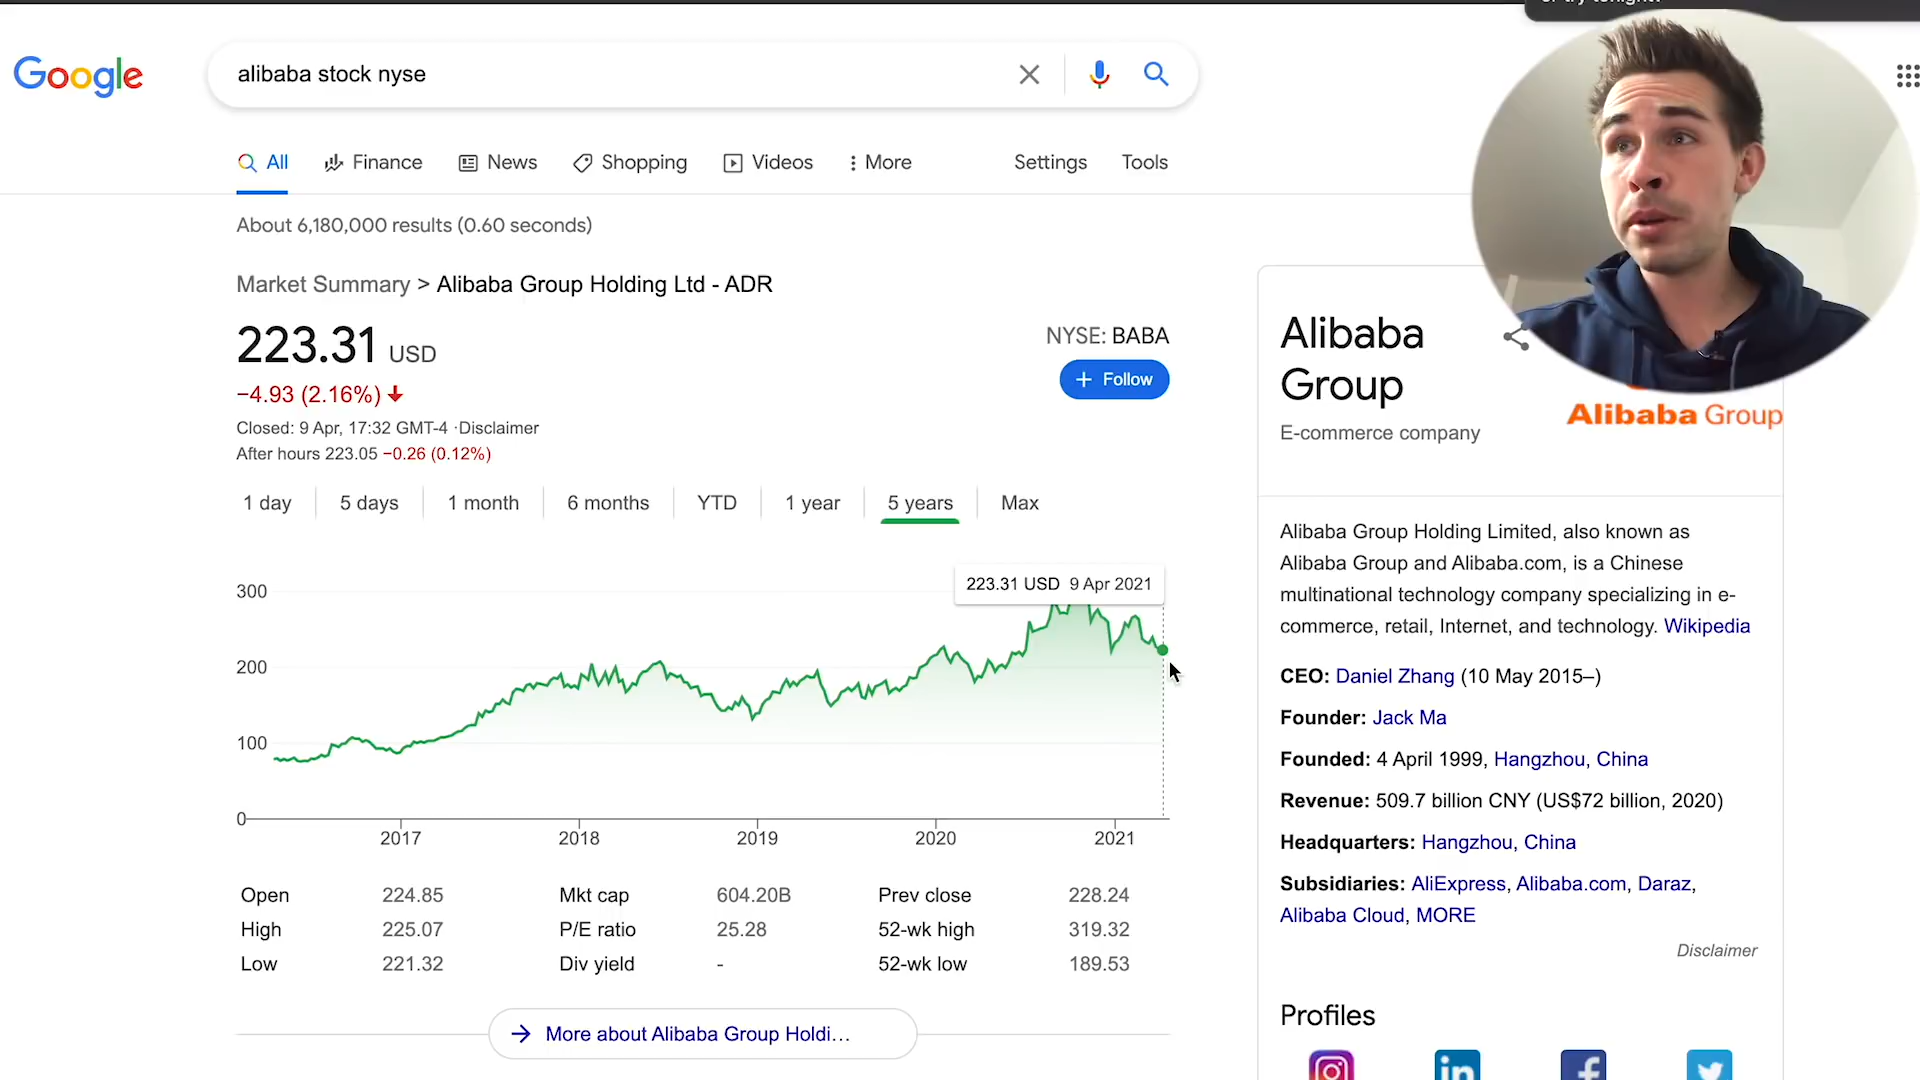 Google
alibaba stock nyse
All Finance News Shopping Videos More Settings Tools
About 6,180,000 results (0.60 seconds)
Market Summary > Alibaba Group Holding Ltd - ADR
223.31 USD
NYSE: BABA
−4.93 (2.16%)
+ Follow
Closed: 9 Apr, 17:32 GMT-4 ·Disclaimer
After hours 223.05 −0.26 (0.12%)
1 day 5 days 1 month 6 months YTD 1 year 5 years Max
223.31 USD 9 Apr 2021
300
200
100
0
2017 2018 2019 2020 2021
Open 224.85 Mkt cap 604.20B Prev close 228.24
High 225.07 P/E ratio 25.28 52-wk high 319.32
Low 221.32 Div yield - 52-wk low 189.53
More about Alibaba Group Holdi…
Alibaba
Group
E-commerce company
Alibaba Group
Alibaba Group Holding Limited, also known as
Alibaba Group and Alibaba.com, is a Chinese
multinational technology company specializing in e-
commerce, retail, Internet, and technology. Wikipedia
CEO: Daniel Zhang (10 May 2015–)
Founder: Jack Ma
Founded: 4 April 1999, Hangzhou, China
Revenue: 509.7 billion CNY (US$72 billion, 2020)
Headquarters: Hangzhou, China
Subsidiaries: AliExpress, Alibaba.com, Daraz,
Alibaba Cloud, MORE
Disclaimer
Profiles
in
f